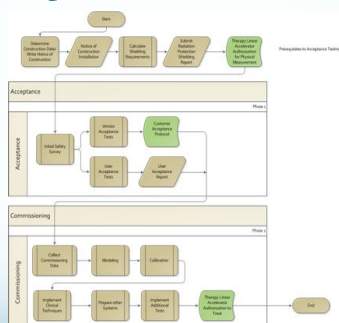 Start
Determine
Construction Date/
Write Notice of
Construction
Notice of
Construction
/Installation
Calculate
Shielding
Requirements
Submit
Radiation
Protection
Shielding
Report
Therapy Linear
Accelerator
Authorization
for Physical
Measurement
Prerequisites to Acceptance Testing
Acceptance
Phase
Acceptance
Initial Safety
Survey
Vendor
Acceptance
Tests
Customer
Acceptance
Protocol
User
Acceptance
Tests
User
Acceptance
Report
Commissioning
Phase
Commissioning
Collect
Commissioning
Data
Modeling
Calibration
Implement
Clinical
Techniques
Prepare other
Systems
Implement
Additional
Tests
Therapy Linear
Accelerator
Authorization to
Treat
End